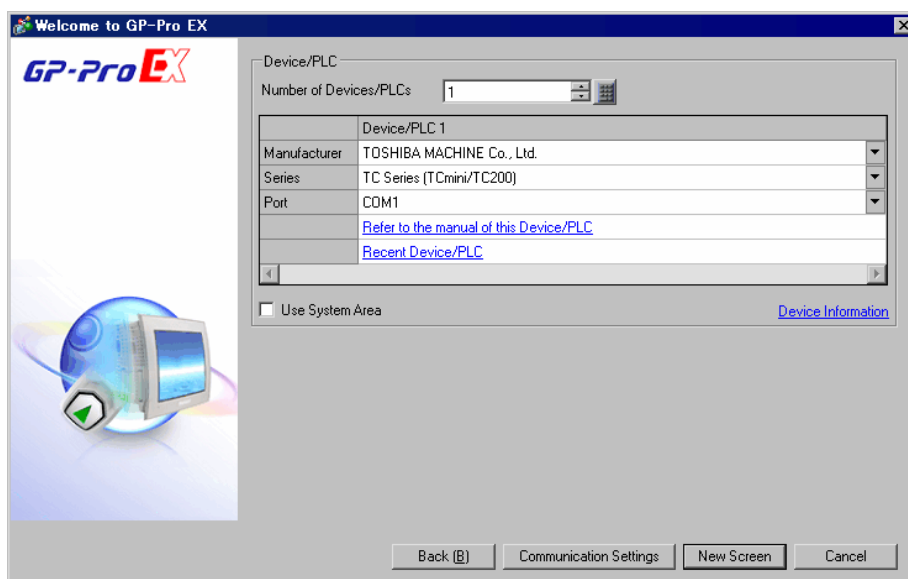 Welcome to GP-Pro EX
GP-Pro EX
Device/PLC
Number of Devices/PLCs 1
Device/PLC 1
Manufacturer TOSHIBA MACHINE Co., Ltd.
Series TC Series (TCmini/TC200)
Port COM1
Refer to the manual of this Device/PLC
Recent Device/PLC
Use System Area Device Information
Back (B) Communication Settings New Screen Cancel